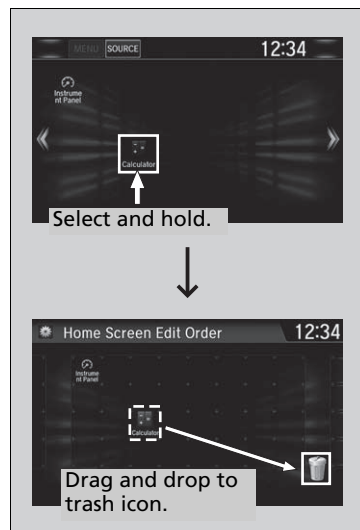 MENU SOURCE 12:34
Instrume
nt Panel
Calculator
Select and hold.
Home Screen Edit Order 12:34
Instrume
nt Panel
Calculator
Drag and drop to
trash icon.